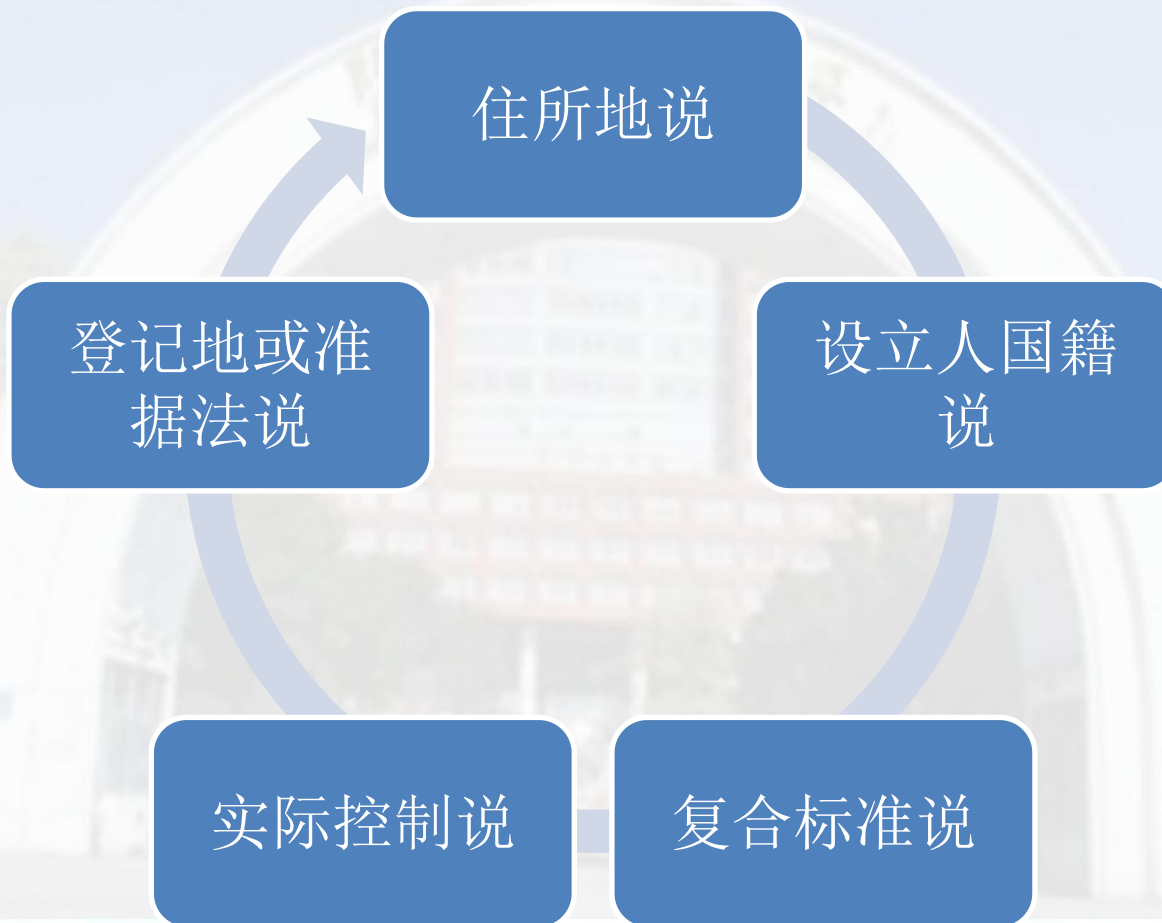 住所地说
设立人国籍
说
复合标准说
实际控制说
登记地或准
据法说